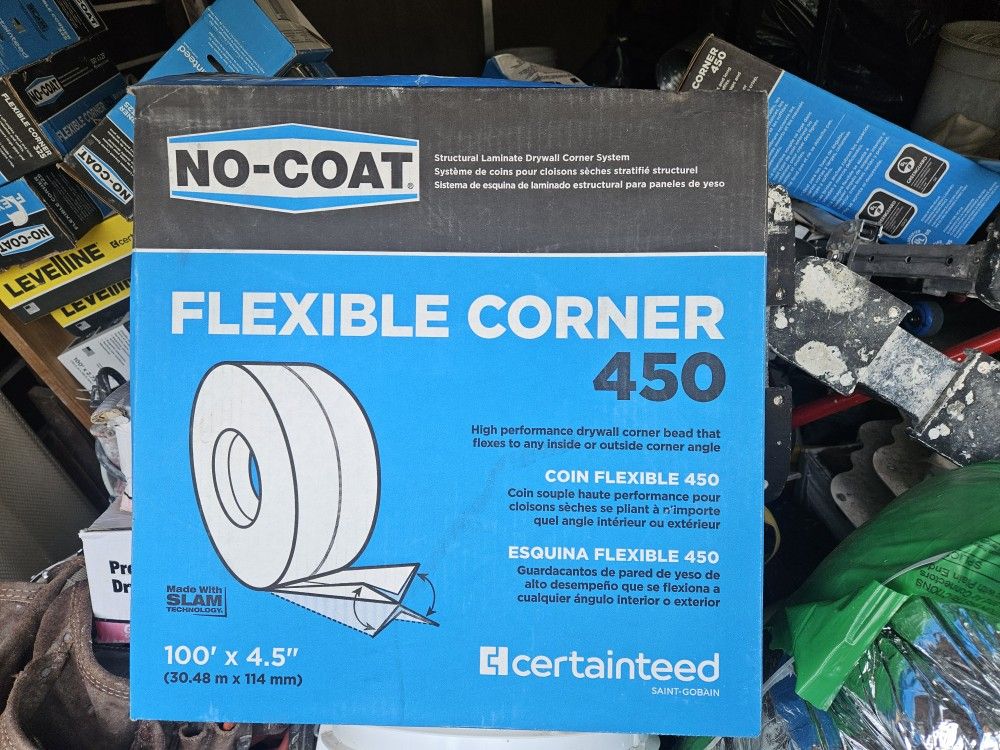 NO-COAT®
Structural Laminate Drywall Corner System
Système de coins pour cloisons sèches stratifié structurel
Sistema de esquina de laminado estructural para paneles de yeso
FLEXIBLE CORNER
450
High performance drywall corner bead that
flexes to any inside or outside corner angle
COIN FLEXIBLE 450
Coin souple haute performance pour
cloisons sèches se pliant à n'importe
quel angle intérieur ou extérieur
ESQUINA FLEXIBLE 450
Guardacantos de pared de yeso de
alto desempeño que se flexiona a
cualquier ángulo interior o exterior
Made With
SLAM
TECHNOLOGY.
100' x 4.5"
(30.48 m x 114 mm)
certainteed
SAINT-GOBAIN
NO-COAT
FLEXIBLE CORNER
FLEXIBLE CORNER 325
NO-COAT
NO-COAT
LEVELLINE
LEVELLINE
CORNER
450
Pre
Dr